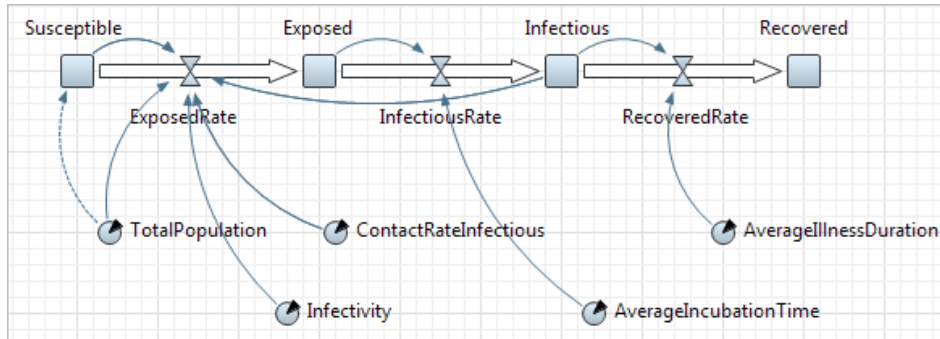 Susceptible
Exposed
Infectious
Recovered
ExposedRate
InfectiousRate
RecoveredRate
TotalPopulation
ContactRateInfectious
AverageIllnessDuration
Infectivity
AverageIncubationTime